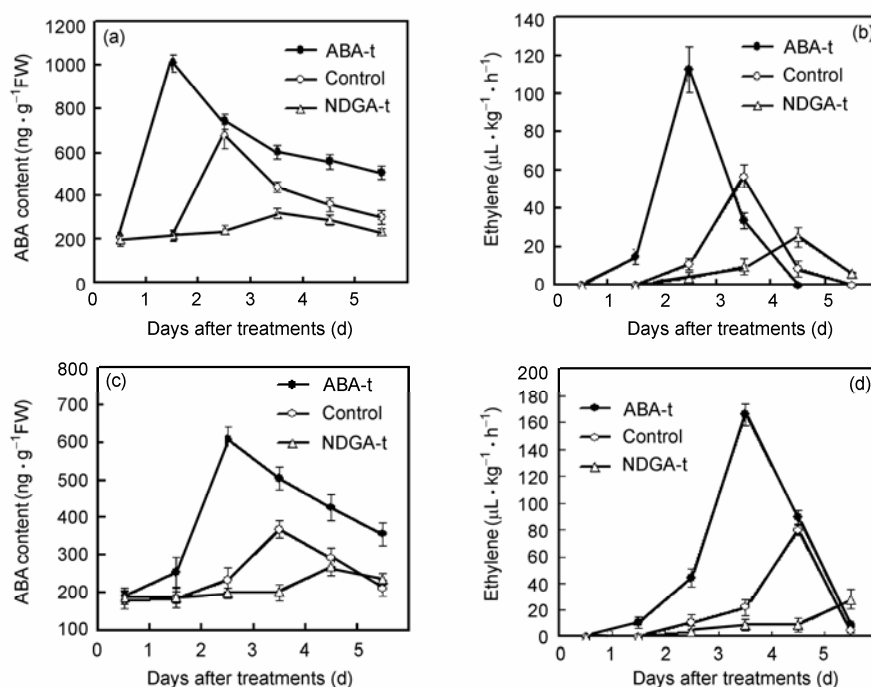 (a)
ABA-t
Control
NDGA-t
ABA content (ng · g⁻¹FW)
1200
1000
800
600
400
200
0
0 1 2 3 4 5
Days after treatments (d)
(b)
ABA-t
Control
NDGA-t
Ethylene (μL · kg⁻¹ · h⁻¹)
140
120
100
80
60
40
20
0
0 1 2 3 4 5
Days after treatments (d)
(c)
ABA-t
Control
NDGA-t
ABA content (ng · g⁻¹FW)
800
700
600
500
400
300
200
100
0 1 2 3 4 5
Days after treatments (d)
(d)
ABA-t
Control
NDGA-t
Ethylene (μL · kg⁻¹ · h⁻¹)
200
180
160
140
120
100
80
60
40
20
0
0 1 2 3 4 5
Days after treatments (d)